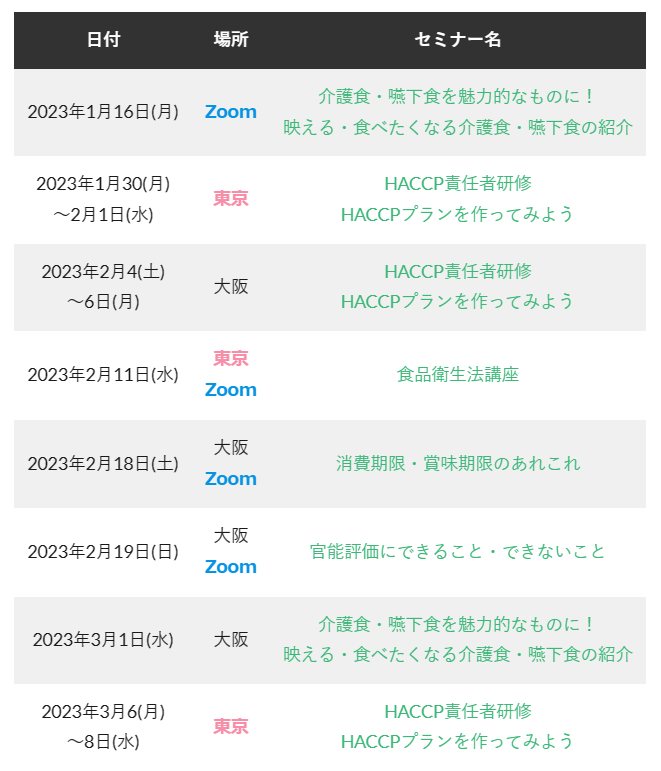 日付 場所 セミナー名
2023年1月16日(月) Zoom 介護食・嚥下食を魅力的なものに！
映える・食べたくなる介護食・嚥下食の紹介
2023年1月30(月)
～2月1日(水)
東京
HACCP責任者研修
HACCPプランを作ってみよう
2023年2月4(土)
～6日(月)
大阪
HACCP責任者研修
HACCPプランを作ってみよう
2023年2月11日(水)
東京
Zoom
食品衛生法講座
2023年2月18日(土)
大阪
Zoom
消費期限・賞味期限のあれこれ
2023年2月19日(日)
大阪
Zoom
官能評価にできること・できないこと
2023年3月1日(水)
大阪
介護食・嚥下食を魅力的なものに！
映える・食べたくなる介護食・嚥下食の紹介
2023年3月6(月)
～8日(水)
東京
HACCP責任者研修
HACCPプランを作ってみよう